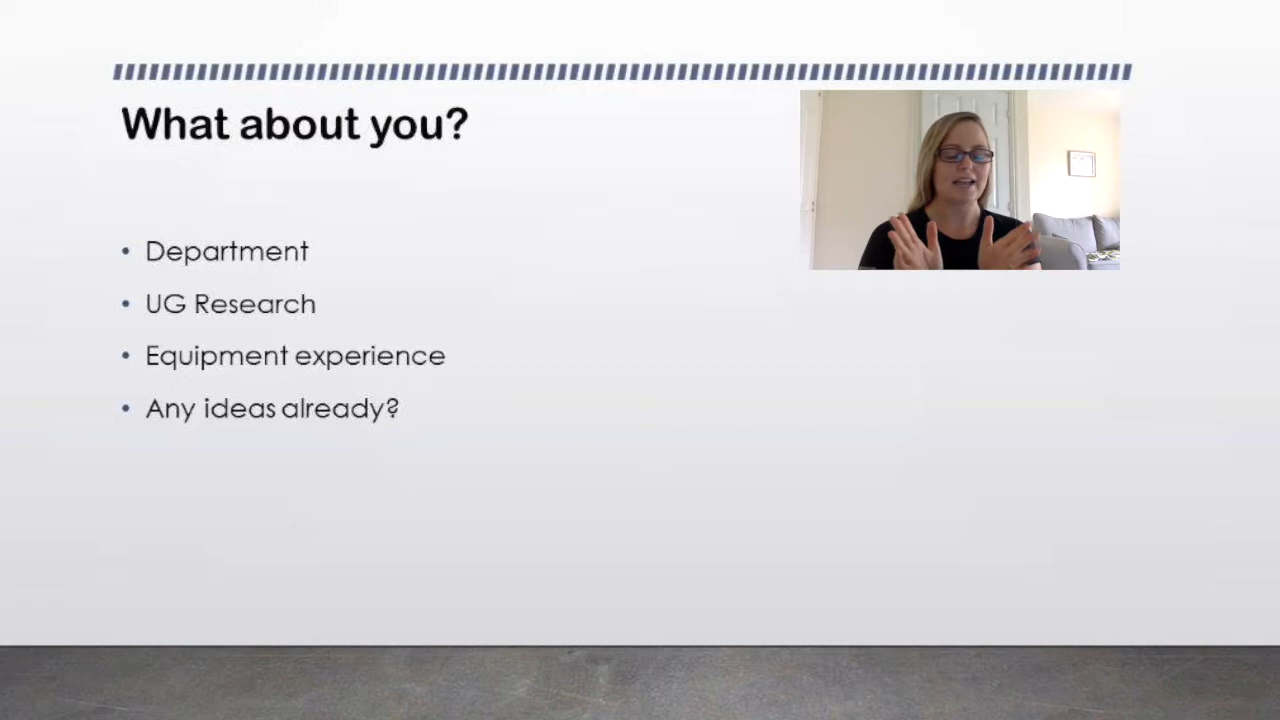 What about you?
Department
UG Research
Equipment experience
Any ideas already?